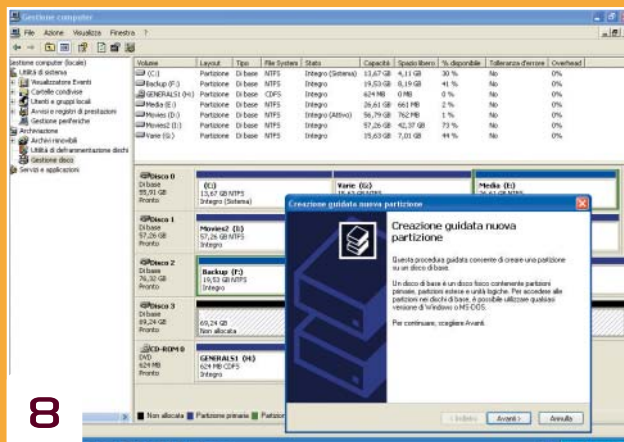 Gestione computer
File Azione Visualizza Finestra ?
Gestione computer (locale)
Utilità di sistema
Visualizzatore Eventi
Cartelle condivise
Utenti e gruppi locali
Avvisi e registri di prestazioni
Gestione periferiche
Archiviazione
Archivi rimovibili
Utilità di deframmentazione dischi
Gestione disco
Servizi e applicazioni
Volume Layout Tipo File System Stato Capacità Spazio libero % disponibile Tolleranza d'errore Overhead
(C:) Partizione Di base NTFS Integro (Sistema) 13,67 GB 4,11 GB 30 % No 0%
Backup (F:) Partizione Di base NTFS Integro 19,53 GB 8,19 GB 41 % No 0%
GENERALS1 (H:) Partizione Di base CDFS Integro 624 MB 0 MB 0 % No 0%
Media (E:) Partizione Di base NTFS Integro 26,61 GB 661 MB 2 % No 0%
Movies (D:) Partizione Di base NTFS Integro (Attivo) 56,79 GB 762 MB 1 % No 0%
Movies2 (I:) Partizione Di base NTFS Integro 57,26 GB 42,37 GB 73 % No 0%
Varie (G:) Partizione Di base NTFS Integro 15,63 GB 7,01 GB 44 % No 0%
Disco 0
Di base
55,91 GB
Pronto
(C:)
13,67 GB NTFS
Integro (Sistema)
Varie (G:)
15,63 GB NTFS
Media (E:)
26,61 GB NTFS
Disco 1
Di base
57,26 GB
Pronto
Movies2 (I:)
57,26 GB NTFS
Integro
Disco 2
Di base
76,32 GB
Pronto
Backup (F:)
19,53 GB NTFS
Integro
Disco 3
Di base
69,24 GB
Pronto
69,24 GB
Non allocata
CD-ROM 0
DVD
624 MB
Pronto
GENERALS1 (H:)
624 MB CDFS
Integro
Non allocata Partizione primaria Partizion
Creazione guidata nuova partizione
Creazione guidata nuova
partizione
Questa procedura guidata consente di creare una partizione
su un disco di base.
Un disco di base è un disco fisico contenente partizioni
primarie, partizioni estese e unità logiche. Per accedere alle
partizioni nei dischi di base, è possibile utilizzare qualsiasi
versione di Windows o MS-DOS.
Per continuare, scegliere Avanti.
< Indietro Avanti > Annulla
8